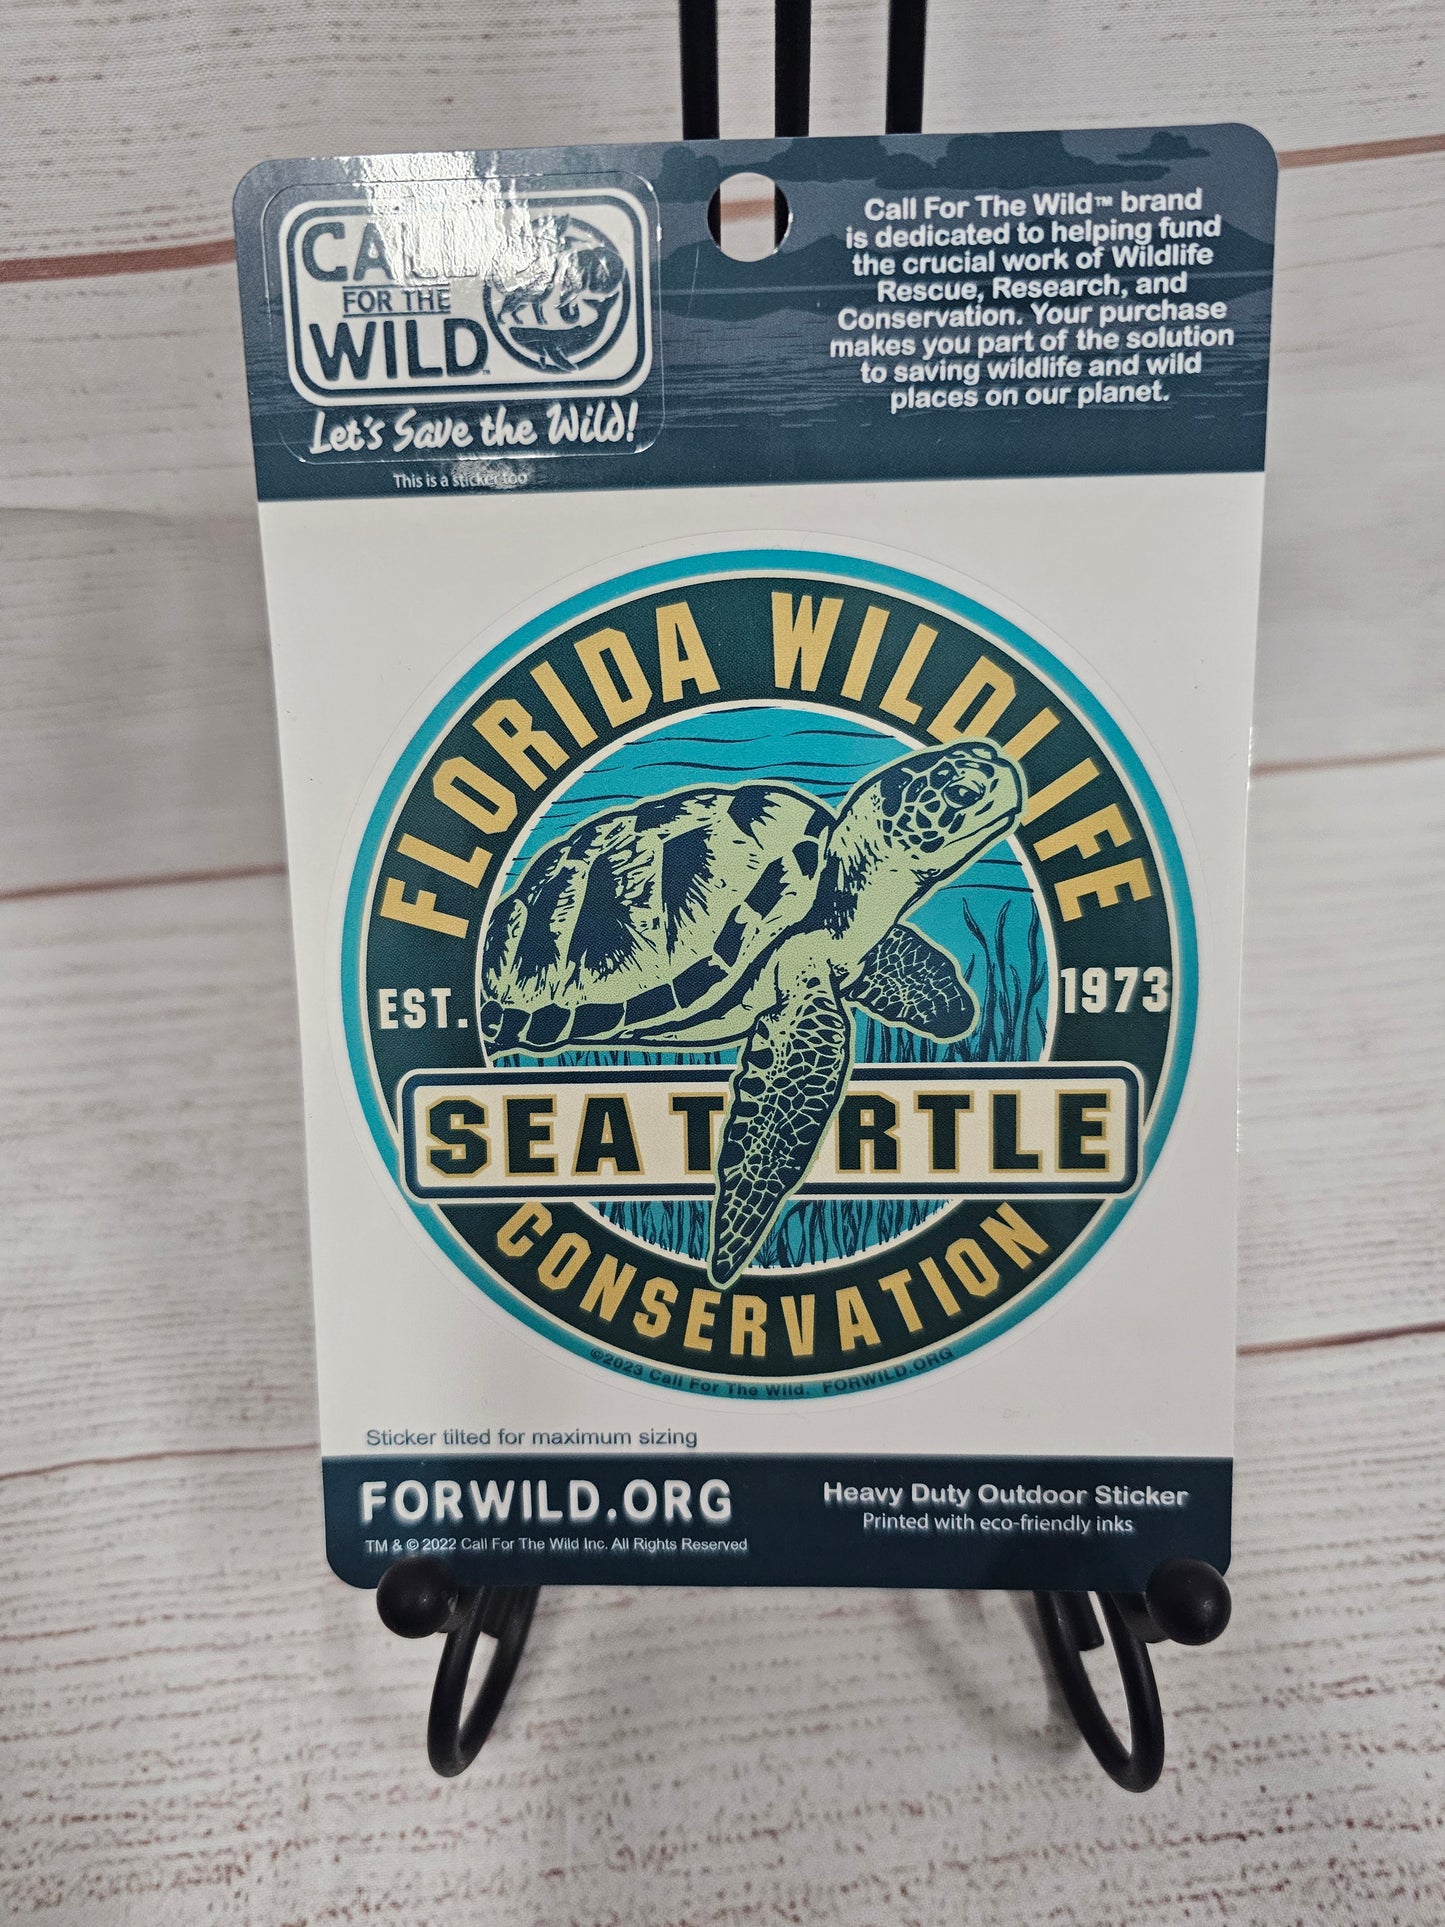 CALL
FOR THE
WILD™
Let's Save the Wild!
This is a sticker too
Call For The Wild™ brand
is dedicated to helping fund
the crucial work of Wildlife
Rescue, Research, and
Conservation. Your purchase
makes you part of the solution
to saving wildlife and wild
places on our planet.
FLORIDA WILDLIFE
EST. 1973
SEA T RTLE
CONSERVATION
©2023 Call For The Wild. FORWILD.ORG
Sticker tilted for maximum sizing
FORWILD.ORG
TM & © 2022 Call For The Wild Inc. All Rights Reserved
Heavy Duty Outdoor Sticker
Printed with eco-friendly inks